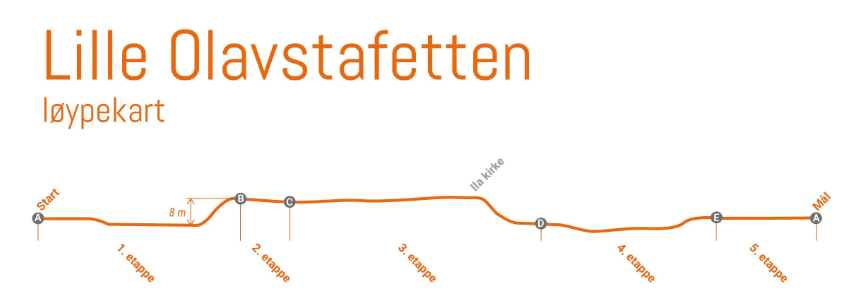 Lille Olavstafetten
løypekart
Ila kirke
Start
Mål
8 m
A
B
C
D
E
A
1. etappe
2. etappe
3. etappe
4. etappe
5. etappe